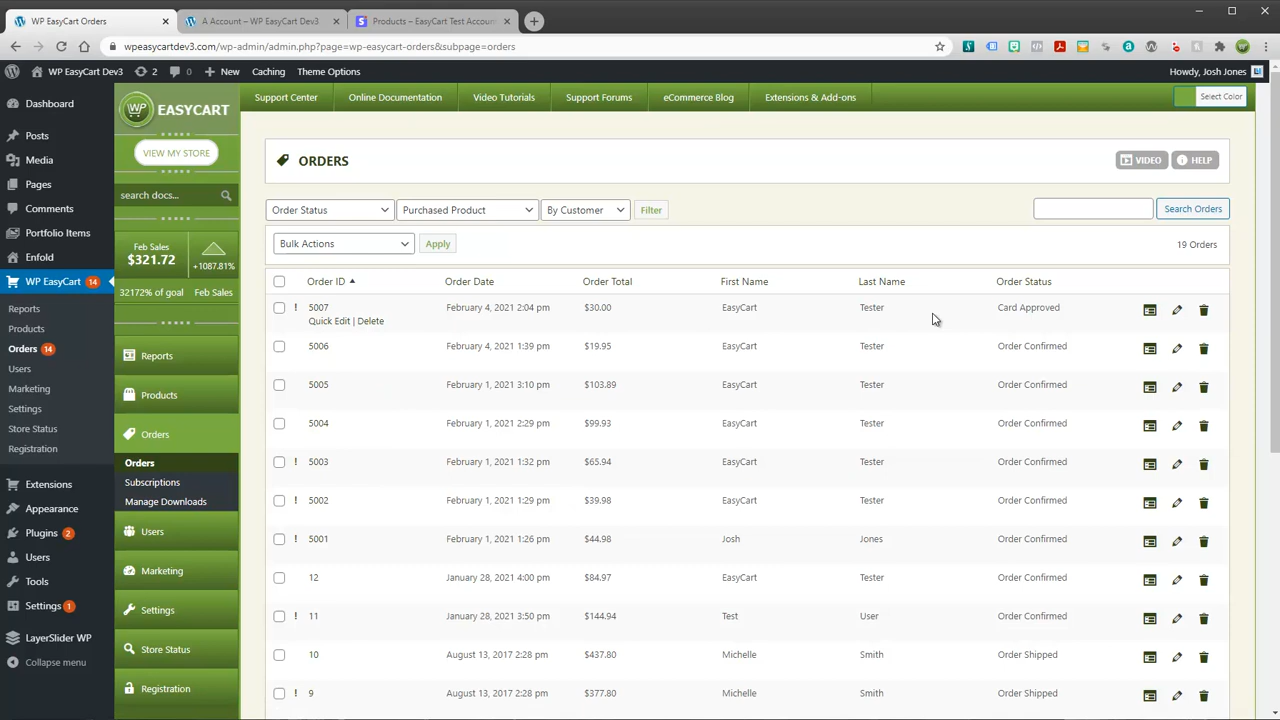 WP EasyCart Orders
A Account – WP EasyCart Dev3
Products – EasyCart Test Account
wpeasycartdev3.com/wp-admin/admin.php?page=wp-easycart-orders&subpage=orders
WP EasyCart Dev3 2 0 New Caching Theme Options Howdy, Josh Jones
Dashboard
Posts
Media
Pages
Comments
Portfolio Items
Enfold
WP EasyCart 14
Reports
Products
Orders 14
Users
Marketing
Settings
Store Status
Registration
Extensions
Appearance
Plugins 2
Users
Tools
Settings 1
LayerSlider WP
Collapse menu
WP EASYCART
VIEW MY STORE
search docs...
Feb Sales
$321.72
+1087.81%
32172% of goal Feb Sales
Reports
Products
Orders
Orders
Subscriptions
Manage Downloads
Users
Marketing
Settings
Store Status
Registration
Support Center Online Documentation Video Tutorials Support Forums eCommerce Blog Extensions & Add-ons Select Color
ORDERS VIDEO HELP
Order Status Purchased Product By Customer Filter Search Orders
Bulk Actions Apply 19 Orders
Order ID Order Date Order Total First Name Last Name Order Status
! 5007 February 4, 2021 2:04 pm $30.00 EasyCart Tester Card Approved
Quick Edit | Delete
! 5006 February 4, 2021 1:39 pm $19.95 EasyCart Tester Order Confirmed
! 5005 February 1, 2021 3:10 pm $103.89 EasyCart Tester Order Confirmed
! 5004 February 1, 2021 2:29 pm $99.93 EasyCart Tester Order Confirmed
! 5003 February 1, 2021 1:32 pm $65.94 EasyCart Tester Order Confirmed
! 5002 February 1, 2021 1:29 pm $39.98 EasyCart Tester Order Confirmed
! 5001 February 1, 2021 1:26 pm $44.98 Josh Jones Order Confirmed
! 12 January 28, 2021 4:00 pm $84.97 EasyCart Tester Order Confirmed
! 11 January 28, 2021 3:50 pm $144.94 Test User Order Confirmed
! 10 August 13, 2017 2:28 pm $437.80 Michelle Smith Order Shipped
! 9 August 13, 2017 2:28 pm $377.80 Michelle Smith Order Shipped